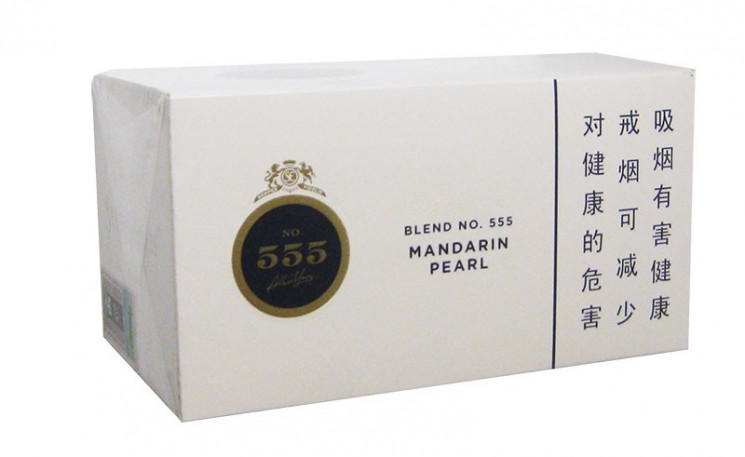 NO.
555
BLEND NO. 555
MANDARIN
PEARL
吸烟有害健康
戒烟可减少
对健康的危害